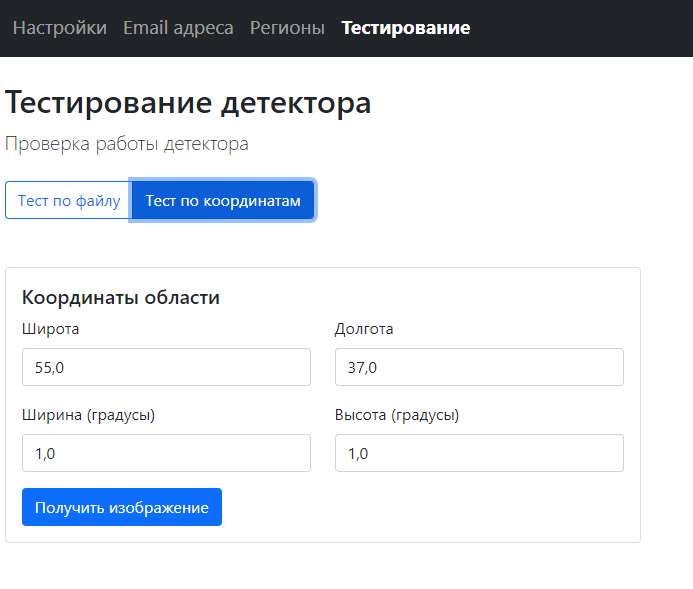 Настройки Email адреса Регионы Тестирование
Тестирование детектора
Проверка работы детектора
Тест по файлу Тест по координатам
Координаты области
Широта Долгота
55,0 37,0
Ширина (градусы) Высота (градусы)
1,0 1,0
Получить изображение